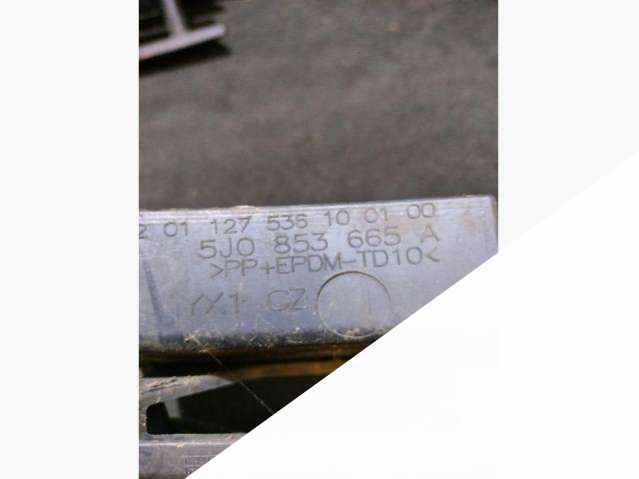 2 01 127 536 10 01 00
5J0 853 665 A
>PP+EPDM-TD10<
YX1 CZ